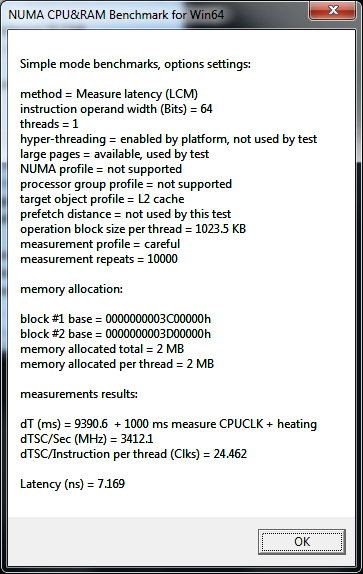 NUMA CPU&RAM Benchmark for Win64
Simple mode benchmarks, options settings:
method = Measure latency (LCM)
instruction operand width (Bits) = 64
threads = 1
hyper-threading = enabled by platform, not used by test
large pages = available, used by test
NUMA profile = not supported
processor group profile = not supported
target object profile = L2 cache
prefetch distance = not used by this test
operation block size per thread = 1023.5 KB
measurement profile = careful
measurement repeats = 10000
memory allocation:
block #1 base = 0000000003C00000h
block #2 base = 0000000003D00000h
memory allocated total = 2 MB
memory allocated per thread = 2 MB
measurements results:
dT (ms) = 9390.6  + 1000 ms measure CPUCLK + heating
dTSC/Sec (MHz) = 3412.1
dTSC/Instruction per thread (Clks) = 24.462
Latency (ns) = 7.169
OK